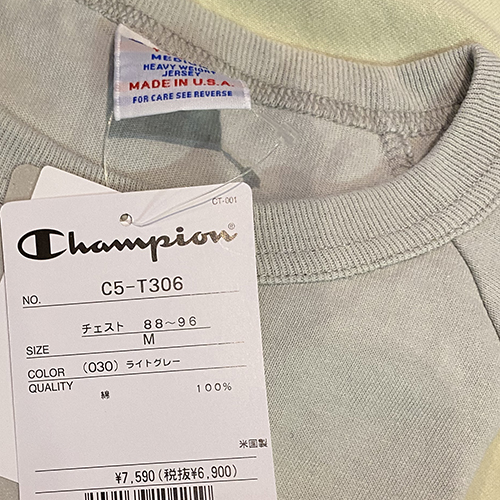 MEDIUM
HEAVY WEIGHT
JERSEY
MADE IN U.S.A.
FOR CARE SEE REVERSE
CT-001
Champion
NO. C5-T306
チェスト 88~96
SIZE M
COLOR (030) ライトグレー
QUALITY
綿 100%
米国製
¥7,590(税抜¥6,900)